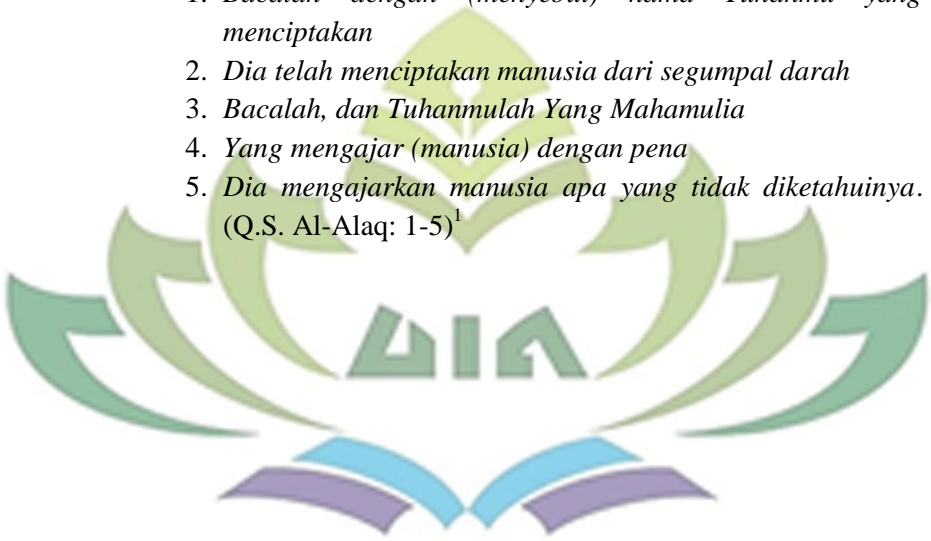 menciptakan
2. Dia telah menciptakan manusia dari segumpal darah
3. Bacalah, dan Tuhanmulah Yang Mahamulia
4. Yang mengajar (manusia) dengan pena
5. Dia mengajarkan manusia apa yang tidak diketahuinya.
(Q.S. Al-Alaq: 1-5)1
UIN